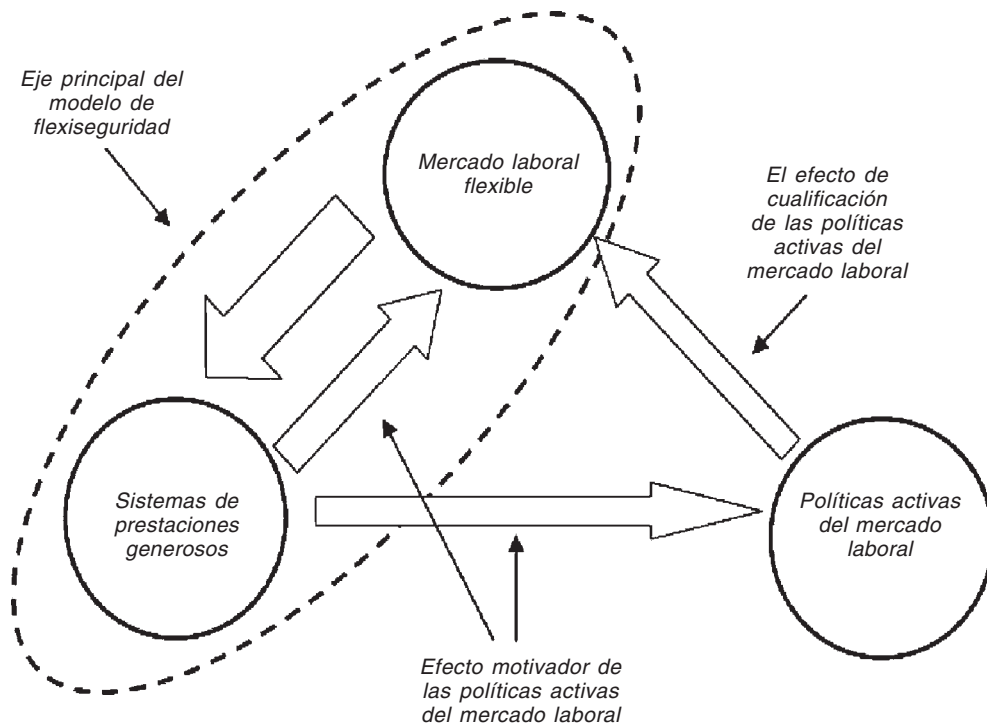 Eje principal del
modelo de
flexiseguridad
Mercado laboral
flexible
El efecto de
cualificación
de las políticas
activas del
mercado laboral
Sistemas de
prestaciones
generosos
Políticas activas
del mercado
laboral
Efecto motivador de
las políticas activas
del mercado laboral